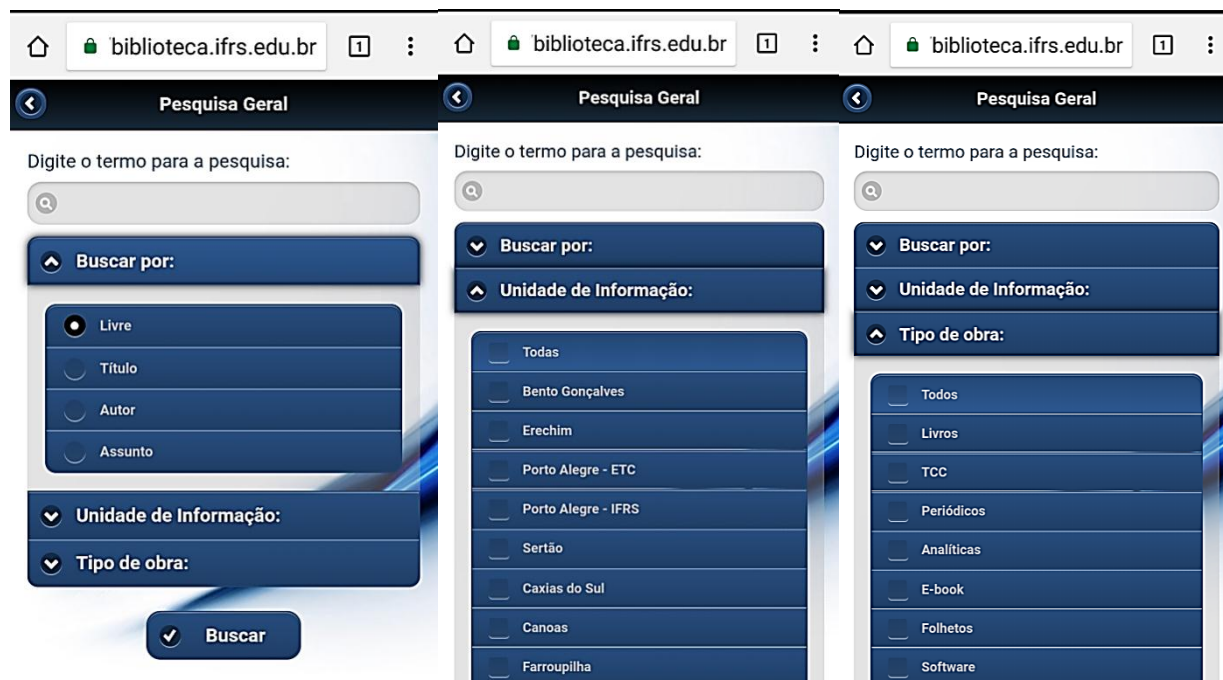 biblioteca.ifrs.edu.br
1
Pesquisa Geral
Digite o termo para a pesquisa:
Buscar por:
Livre
Título
Autor
Assunto
Unidade de Informação:
Tipo de obra:
Buscar
biblioteca.ifrs.edu.br
1
Pesquisa Geral
Digite o termo para a pesquisa:
Buscar por:
Unidade de Informação:
Todas
Bento Gonçalves
Erechim
Porto Alegre - ETC
Porto Alegre - IFRS
Sertão
Caxias do Sul
Canoas
Farroupilha
biblioteca.ifrs.edu.br
1
Pesquisa Geral
Digite o termo para a pesquisa:
Buscar por:
Unidade de Informação:
Tipo de obra:
Todos
Livros
TCC
Periódicos
Analíticas
E-book
Folhetos
Software